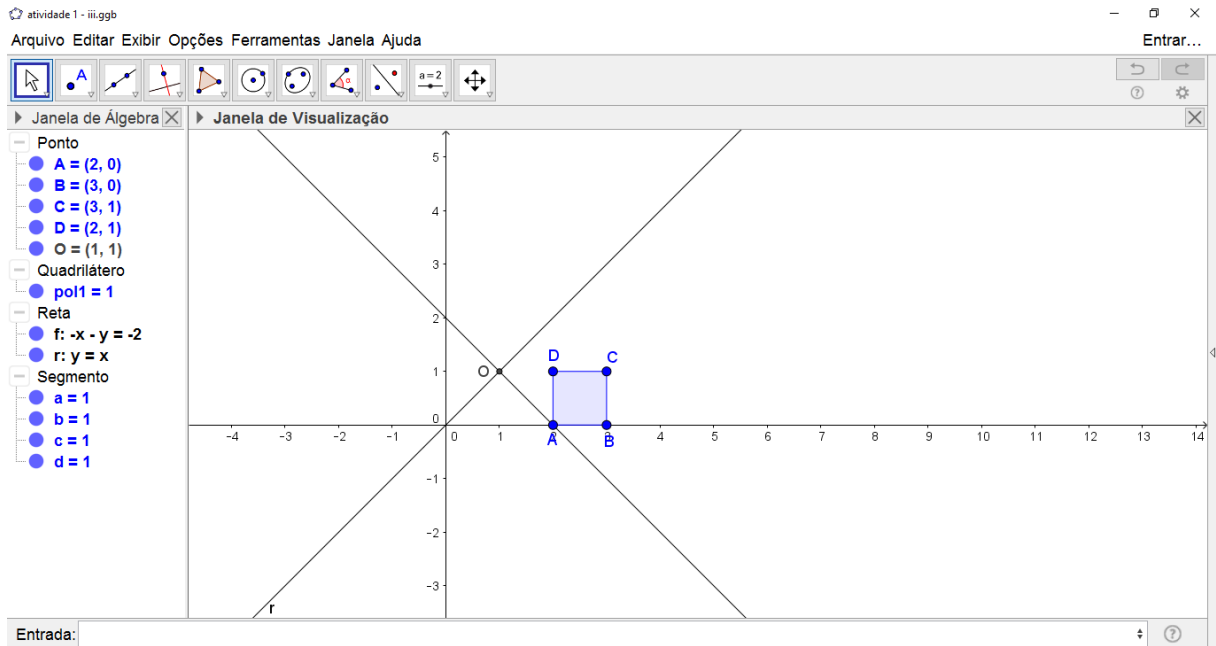 atividade 1 - iii.ggb
Arquivo Editar Exibir Opções Ferramentas Janela Ajuda
Entrar…
A
α
a = 2
Janela de Álgebra
Janela de Visualização
Ponto
A = (2, 0)
B = (3, 0)
C = (3, 1)
D = (2, 1)
O = (1, 1)
Quadrilátero
pol1 = 1
Reta
f: -x - y = -2
r: y = x
Segmento
a = 1
b = 1
c = 1
d = 1
5
4
3
2
1
0
-1
-2
-3
-4 -3 -2 -1 0 1 2 3 4 5 6 7 8 9 10 11 12 13 14
O
D
C
A
B
r
Entrada: